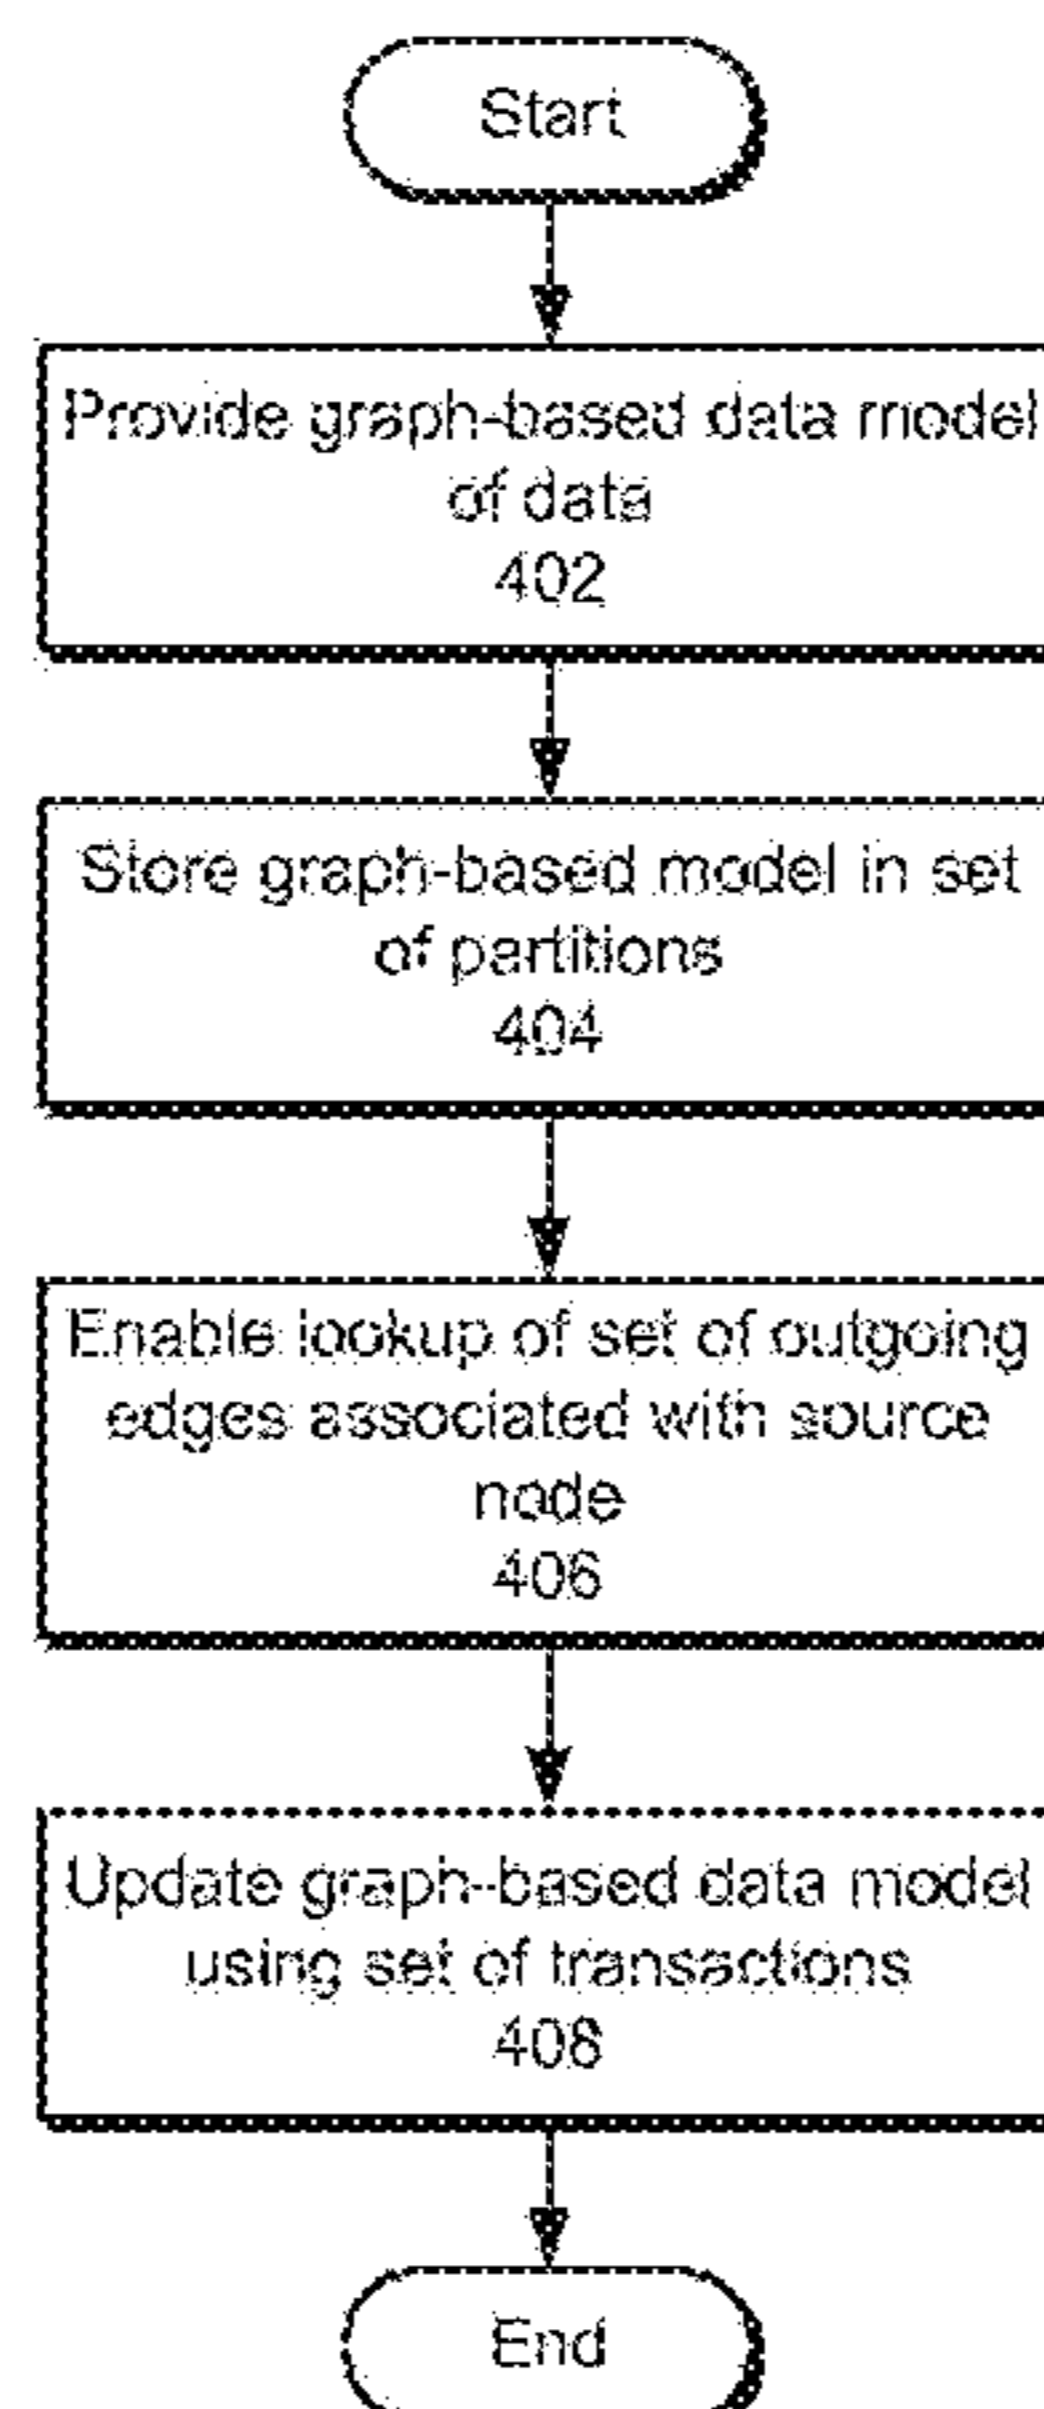 Start
Provide graph-based data model
of data
402
Store graph-based model in set
of partitions
404
Enable lookup of set of outgoing
edges associated with source
node
406
Update graph-based data model
using set of transactions
408
End